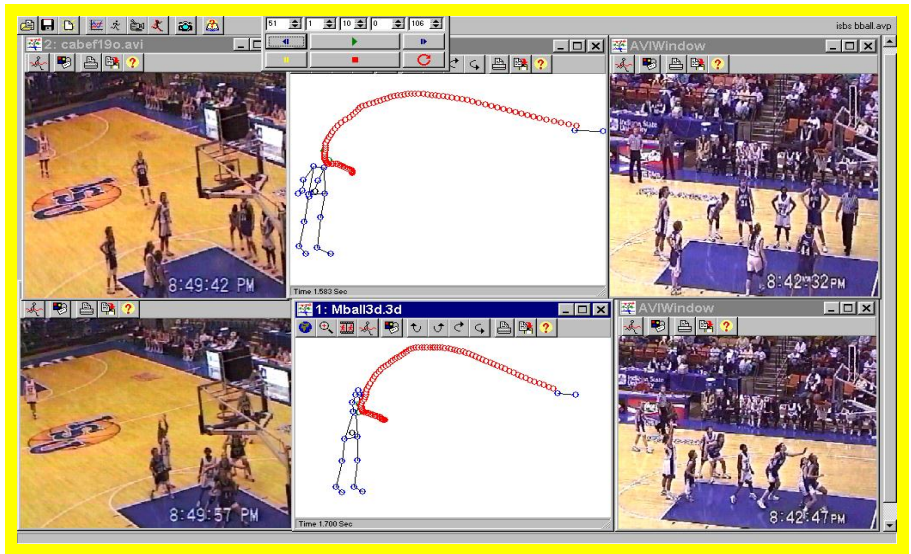 51 1 10 0 106
isbs bball.avp
2: cabef19o.avi
AVIWindow
Indiana State
8:49:42 PM
8:42:32 PM
Time 1.583 Sec
1: Mball3d.3d
AVIWindow
8:49:57 PM
8:42:47 PM
Time 1.700 Sec